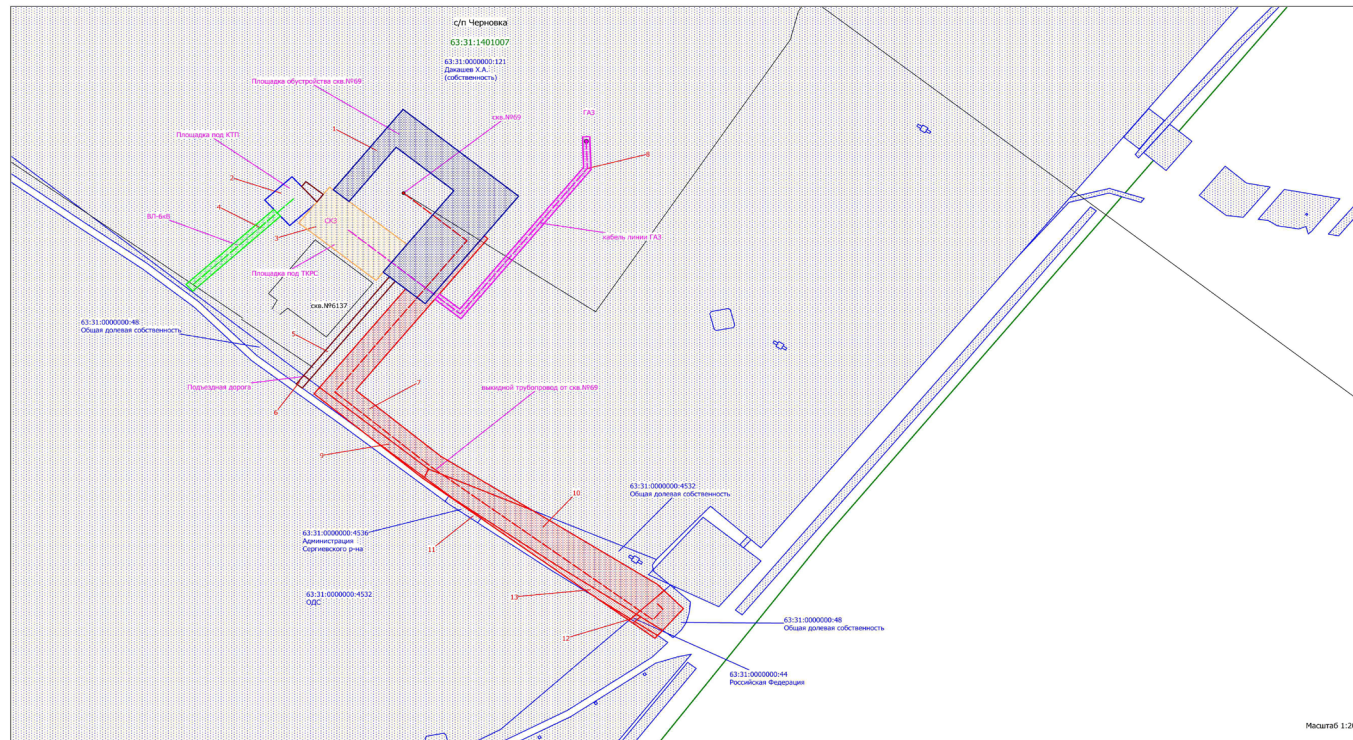 с/п Черновка
63:31:1401007
63:31:0000000:121
Дакашев Х.А.
(собственность)
Площадка обустройства скв.№69
скв.№69
ГАЗ
1
Площадка под КТП
8
2
4
ВЛ-6кВ
СКЗ
3
кабель линии ГАЗ
Площадка под ТКРС
скв.№6137
63:31:0000000:48
Общая долевая собственность
5
Подъездная дорога
7
выкидной трубопровод от скв.№69
6
9
63:31:0000000:4532
Общая долевая собственность
10
63:31:0000000:4536
Администрация
Сергиевского р-на
11
63:31:0000000:4532
ОДС
13
12
63:31:0000000:48
Общая долевая собственность
63:31:0000000:44
Российская Федерация
Масштаб